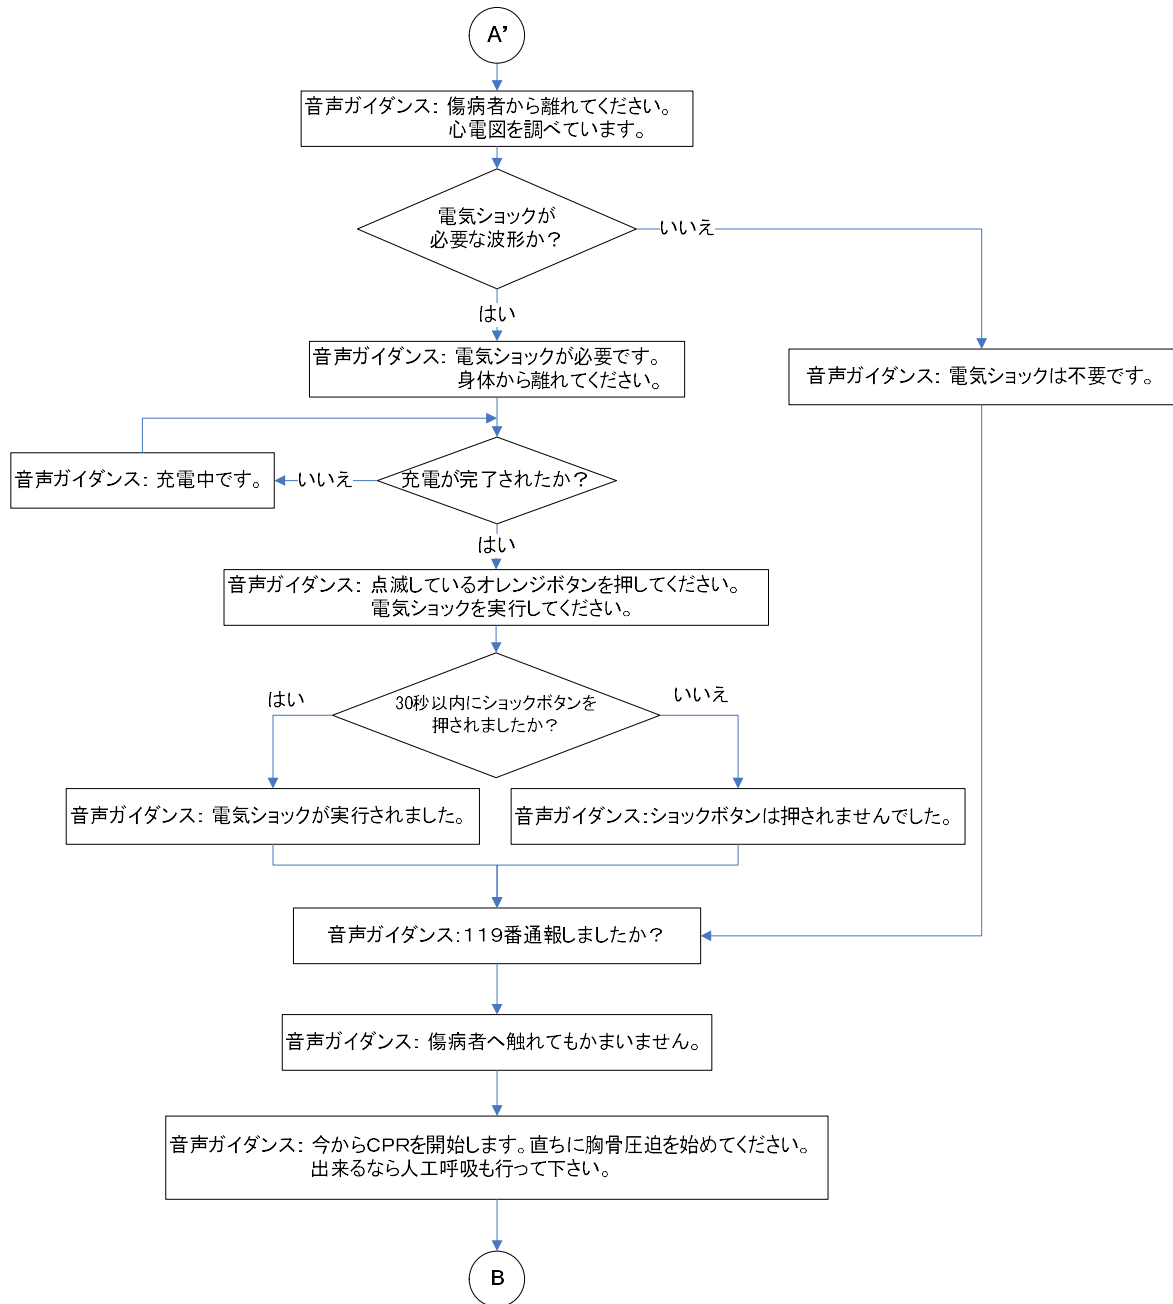 A’
音声ガイダンス： 傷病者から離れてください。
心電図を調べています。
電気ショックが
必要な波形か？
いいえ
はい
音声ガイダンス： 電気ショックが必要です。
身体から離れてください。
音声ガイダンス： 電気ショックは不要です。
音声ガイダンス： 充電中です。
いいえ
充電が完了されたか？
はい
音声ガイダンス： 点滅しているオレンジボタンを押してください。
電気ショックを実行してください。
はい
30秒以内にショックボタンを
押されましたか？
いいえ
音声ガイダンス： 電気ショックが実行されました。
音声ガイダンス：ショックボタンは押されませんでした。
音声ガイダンス：１１９番通報しましたか？
音声ガイダンス： 傷病者へ触れてもかまいません。
音声ガイダンス： 今からＣＰＲを開始します。直ちに胸骨圧迫を始めてください。
出来るなら人工呼吸も行って下さい。
B